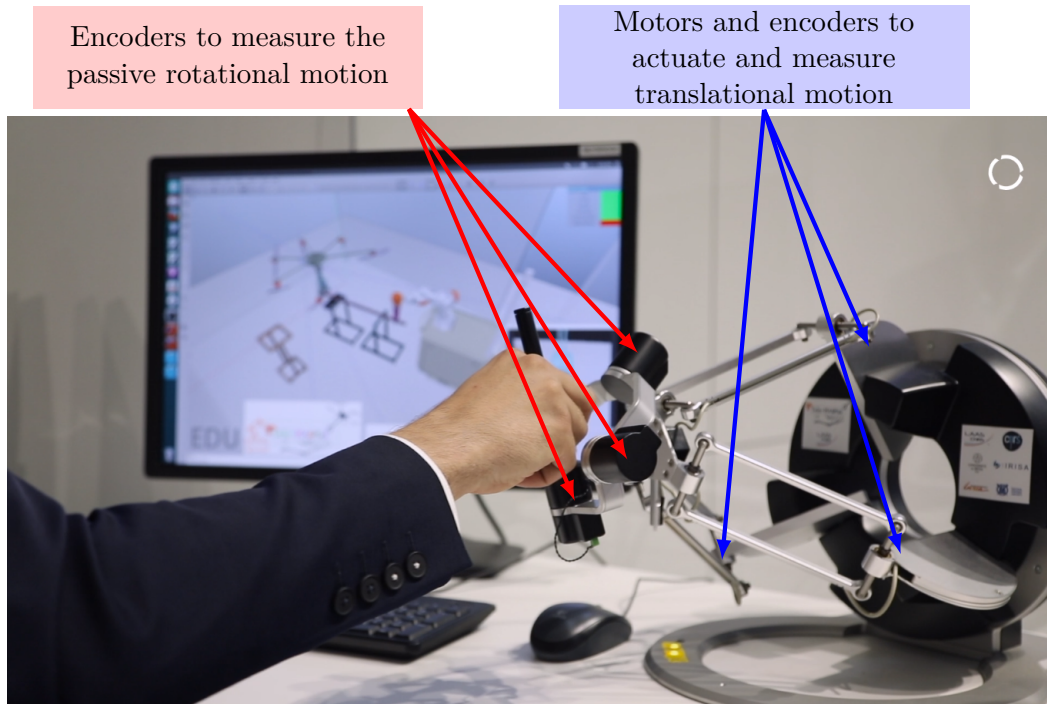 Encoders to measure the
passive rotational motion
Motors and encoders to
actuate and measure
translational motion
EDU
IRISA